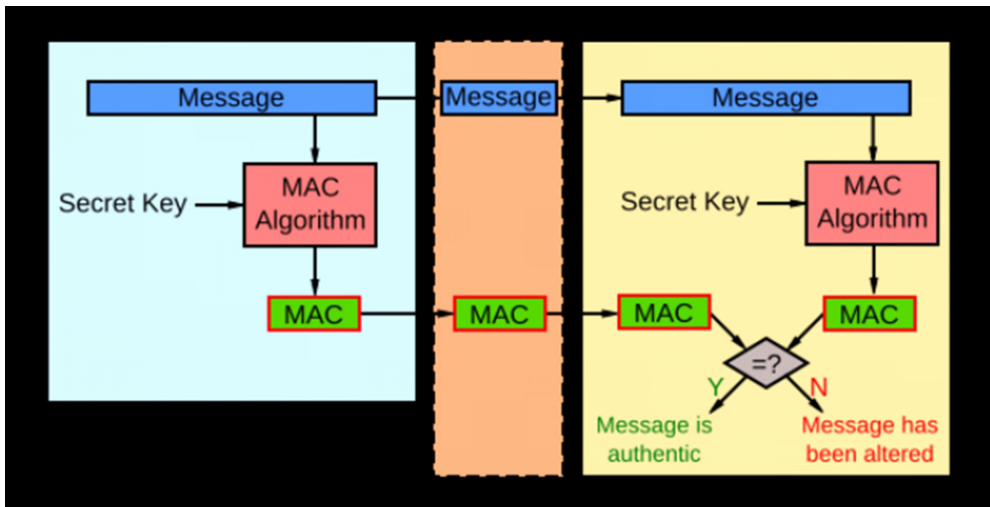 Message
Message
Message
Secret Key
MAC
Algorithm
Secret Key
MAC
Algorithm
MAC
MAC
MAC
MAC
=?
Y
N
Message is
authentic
Message has
been altered